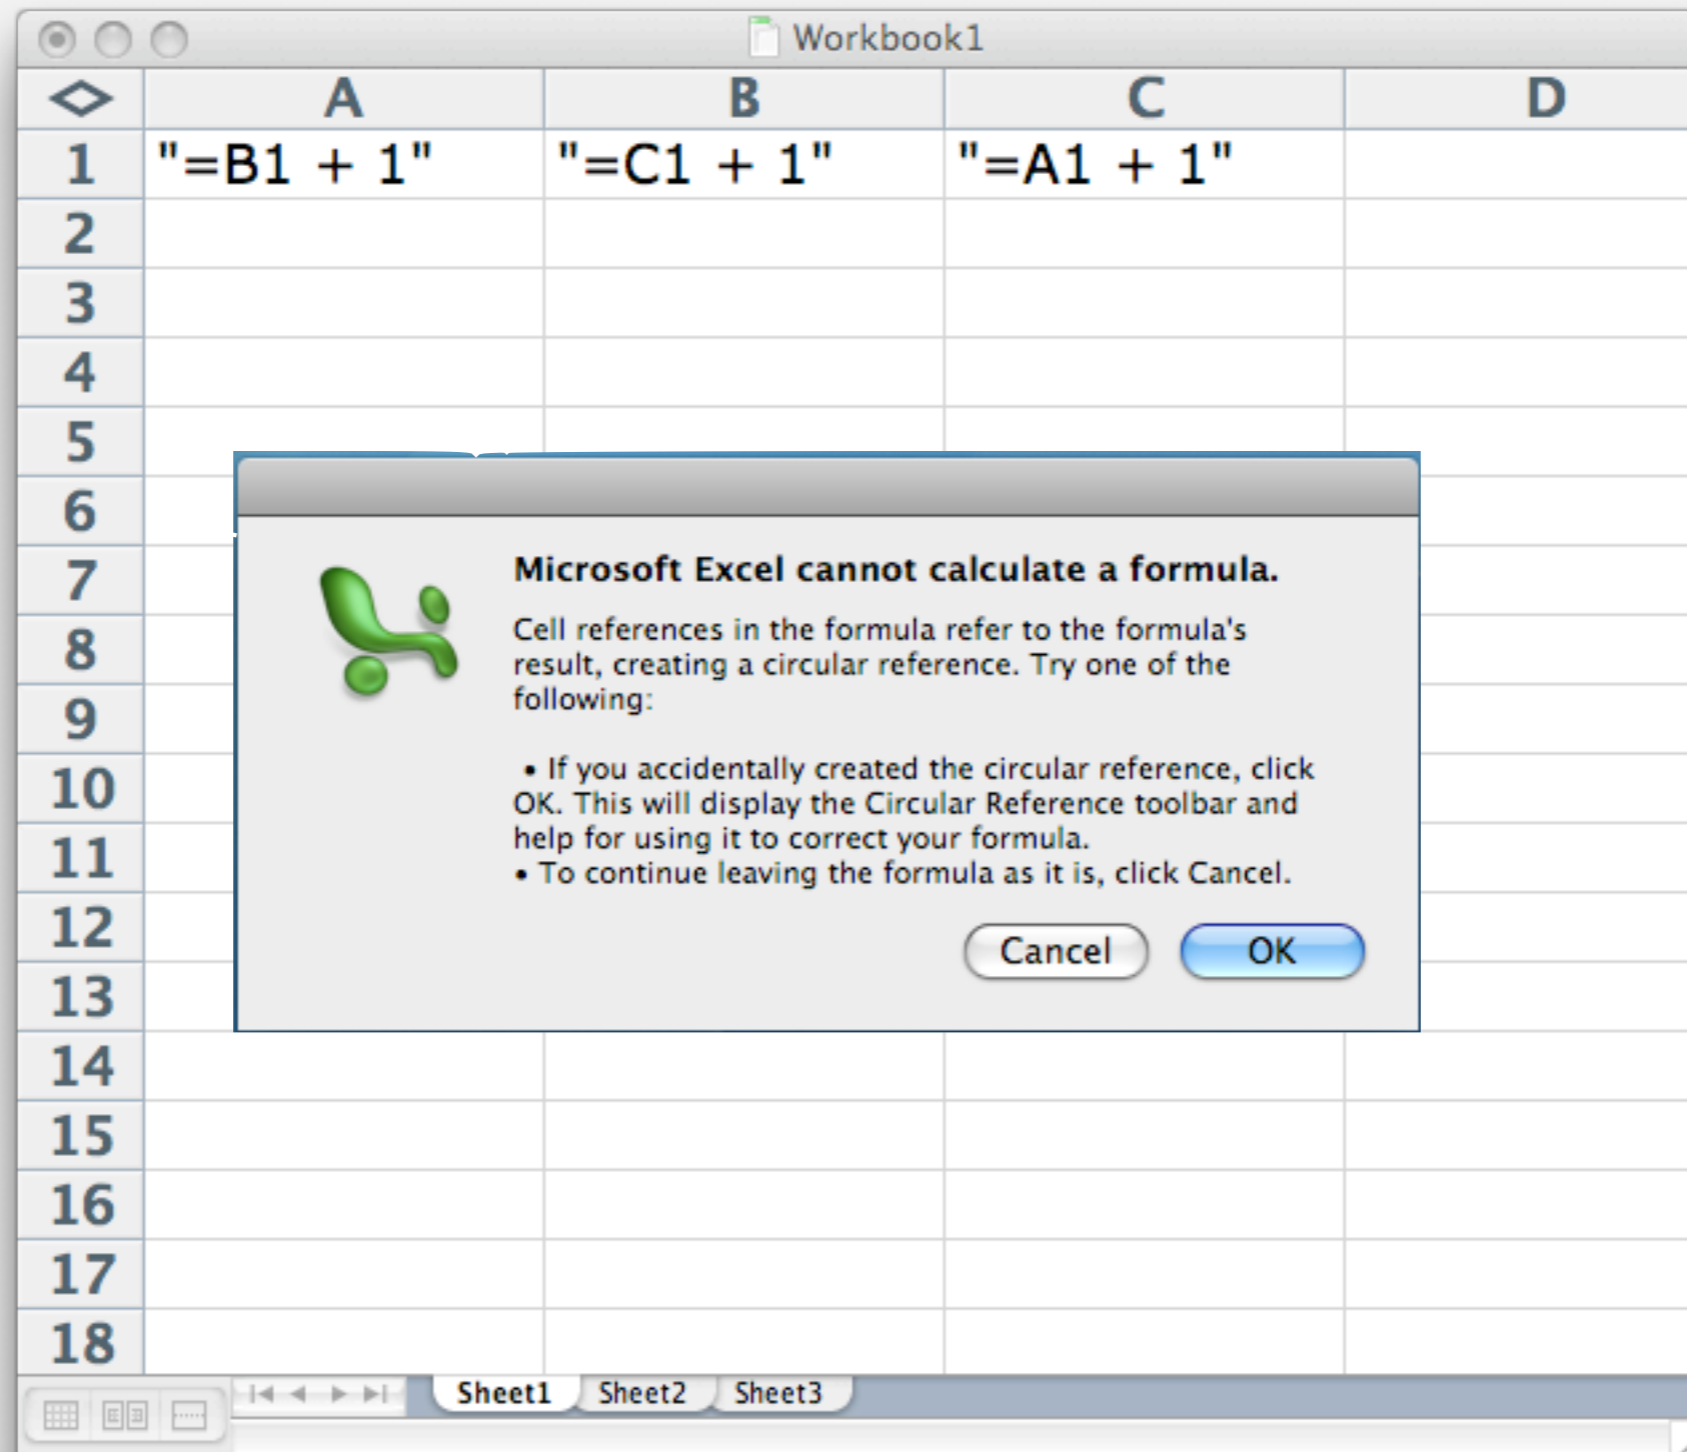 Workbook1
A B C D
1 "=B1 + 1" "=C1 + 1" "=A1 + 1"
2
3
4
5
6
7
8
9
10
11
12
13
14
15
16
17
18
Microsoft Excel cannot calculate a formula.
Cell references in the formula refer to the formula's
result, creating a circular reference. Try one of the
following:
• If you accidentally created the circular reference, click
OK. This will display the Circular Reference toolbar and
help for using it to correct your formula.
• To continue leaving the formula as it is, click Cancel.
Cancel OK
Sheet1 Sheet2 Sheet3